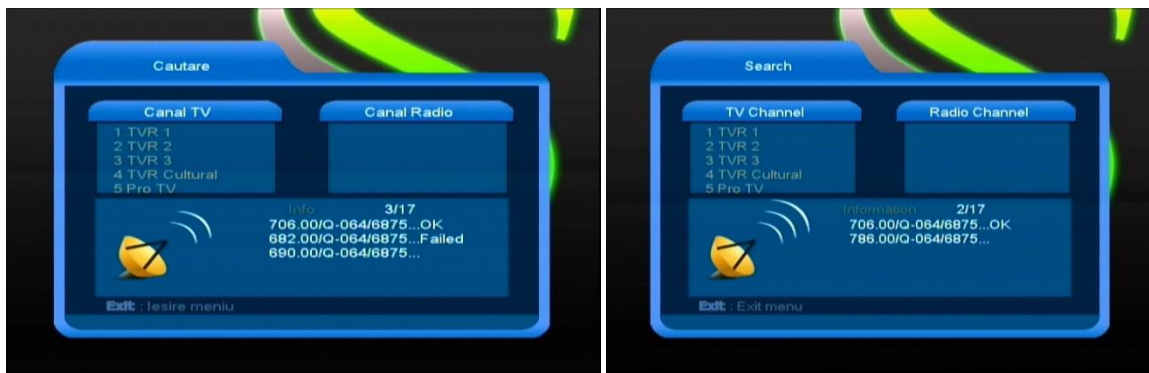 Cautare
Canal TV
Canal Radio
1 TVR 1
2 TVR 2
3 TVR 3
4 TVR Cultural
5 Pro TV
Info 3/17
706.00/Q-064/6875...OK
682.00/Q-064/6875...Failed
690.00/Q-064/6875...
Exit : Iesire meniu
Search
TV Channel
Radio Channel
1 TVR 1
2 TVR 2
3 TVR 3
4 TVR Cultural
5 Pro TV
Information 2/17
706.00/Q-064/6875...OK
786.00/Q-064/6875...
Exit : Exit menu